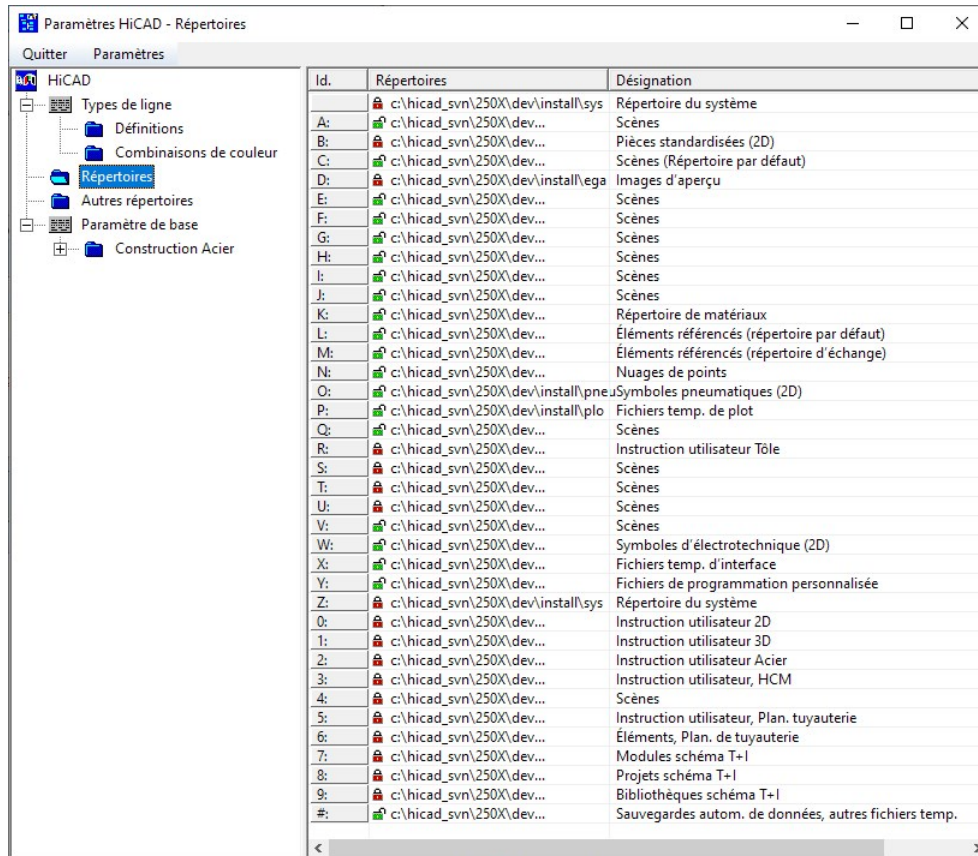 Paramètres HiCAD - Répertoires
Quitter Paramètres
HiCAD
Types de ligne
Définitions
Combinaisons de couleur
Répertoires
Autres répertoires
Paramètre de base
Construction Acier
Id. Répertoires Désignation
c:\hicad_svn\250X\dev\install\sys Répertoire du système
A: c:\hicad_svn\250X\dev... Scènes
B: c:\hicad_svn\250X\dev... Pièces standardisées (2D)
C: c:\hicad_svn\250X\dev... Scènes (Répertoire par défaut)
D: c:\hicad_svn\250X\dev\install\ega Images d'aperçu
E: c:\hicad_svn\250X\dev... Scènes
F: c:\hicad_svn\250X\dev... Scènes
G: c:\hicad_svn\250X\dev... Scènes
H: c:\hicad_svn\250X\dev... Scènes
I: c:\hicad_svn\250X\dev... Scènes
J: c:\hicad_svn\250X\dev... Scènes
K: c:\hicad_svn\250X\dev... Répertoire de matériaux
L: c:\hicad_svn\250X\dev... Éléments référencés (répertoire par défaut)
M: c:\hicad_svn\250X\dev... Éléments référencés (répertoire d'échange)
N: c:\hicad_svn\250X\dev... Nuages de points
O: c:\hicad_svn\250X\dev\install\pneu Symboles pneumatiques (2D)
P: c:\hicad_svn\250X\dev\install\plo Fichiers temp. de plot
Q: c:\hicad_svn\250X\dev... Scènes
R: c:\hicad_svn\250X\dev... Instruction utilisateur Tôle
S: c:\hicad_svn\250X\dev... Scènes
T: c:\hicad_svn\250X\dev... Scènes
U: c:\hicad_svn\250X\dev... Scènes
V: c:\hicad_svn\250X\dev... Scènes
W: c:\hicad_svn\250X\dev... Symboles d'électrotechnique (2D)
X: c:\hicad_svn\250X\dev... Fichiers temp. d'interface
Y: c:\hicad_svn\250X\dev... Fichiers de programmation personnalisée
Z: c:\hicad_svn\250X\dev\install\sys Répertoire du système
0: c:\hicad_svn\250X\dev... Instruction utilisateur 2D
1: c:\hicad_svn\250X\dev... Instruction utilisateur 3D
2: c:\hicad_svn\250X\dev... Instruction utilisateur Acier
3: c:\hicad_svn\250X\dev... Instruction utilisateur, HCM
4: c:\hicad_svn\250X\dev... Scènes
5: c:\hicad_svn\250X\dev... Instruction utilisateur, Plan. tuyauterie
6: c:\hicad_svn\250X\dev... Éléments, Plan. de tuyauterie
7: c:\hicad_svn\250X\dev... Modules schéma T+I
8: c:\hicad_svn\250X\dev... Projets schéma T+I
9: c:\hicad_svn\250X\dev... Bibliothèques schéma T+I
#: c:\hicad_svn\250X\dev... Sauvegardes autom. de données, autres fichiers temp.